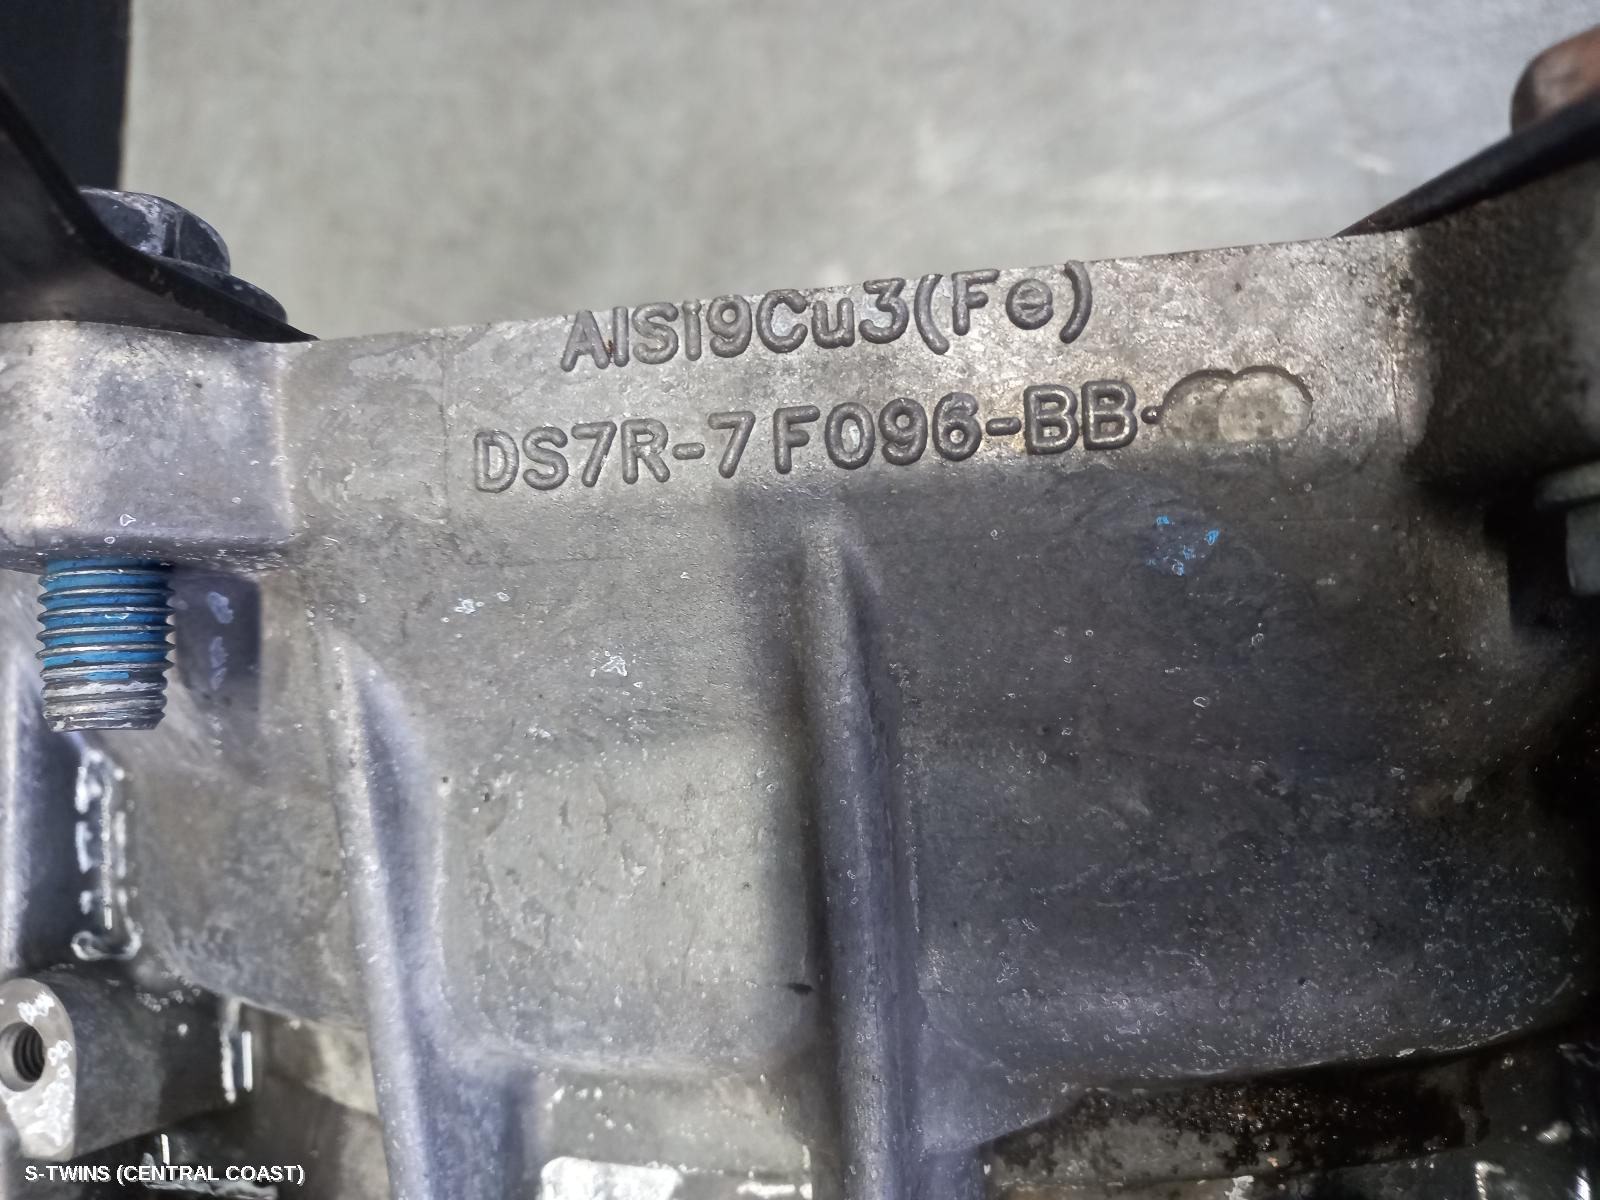 AlSi9Cu3(Fe)
DS7R-7F096-BB-
S-TWINS (CENTRAL COAST)